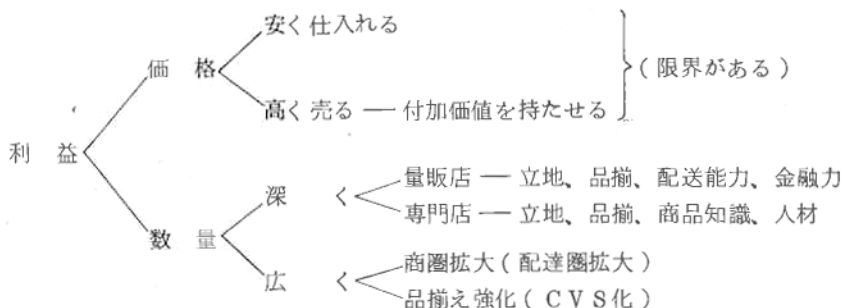 安く仕入れる
価格
(限界がある)
高く売る — 付加価値を持たせる
利益
量販店 — 立地、品揃、配送能力、金融力
深く
専門店 — 立地、品揃、商品知識、人材
数量
商圏拡大(配達圏拡大)
広く
品揃え強化(CVS化)